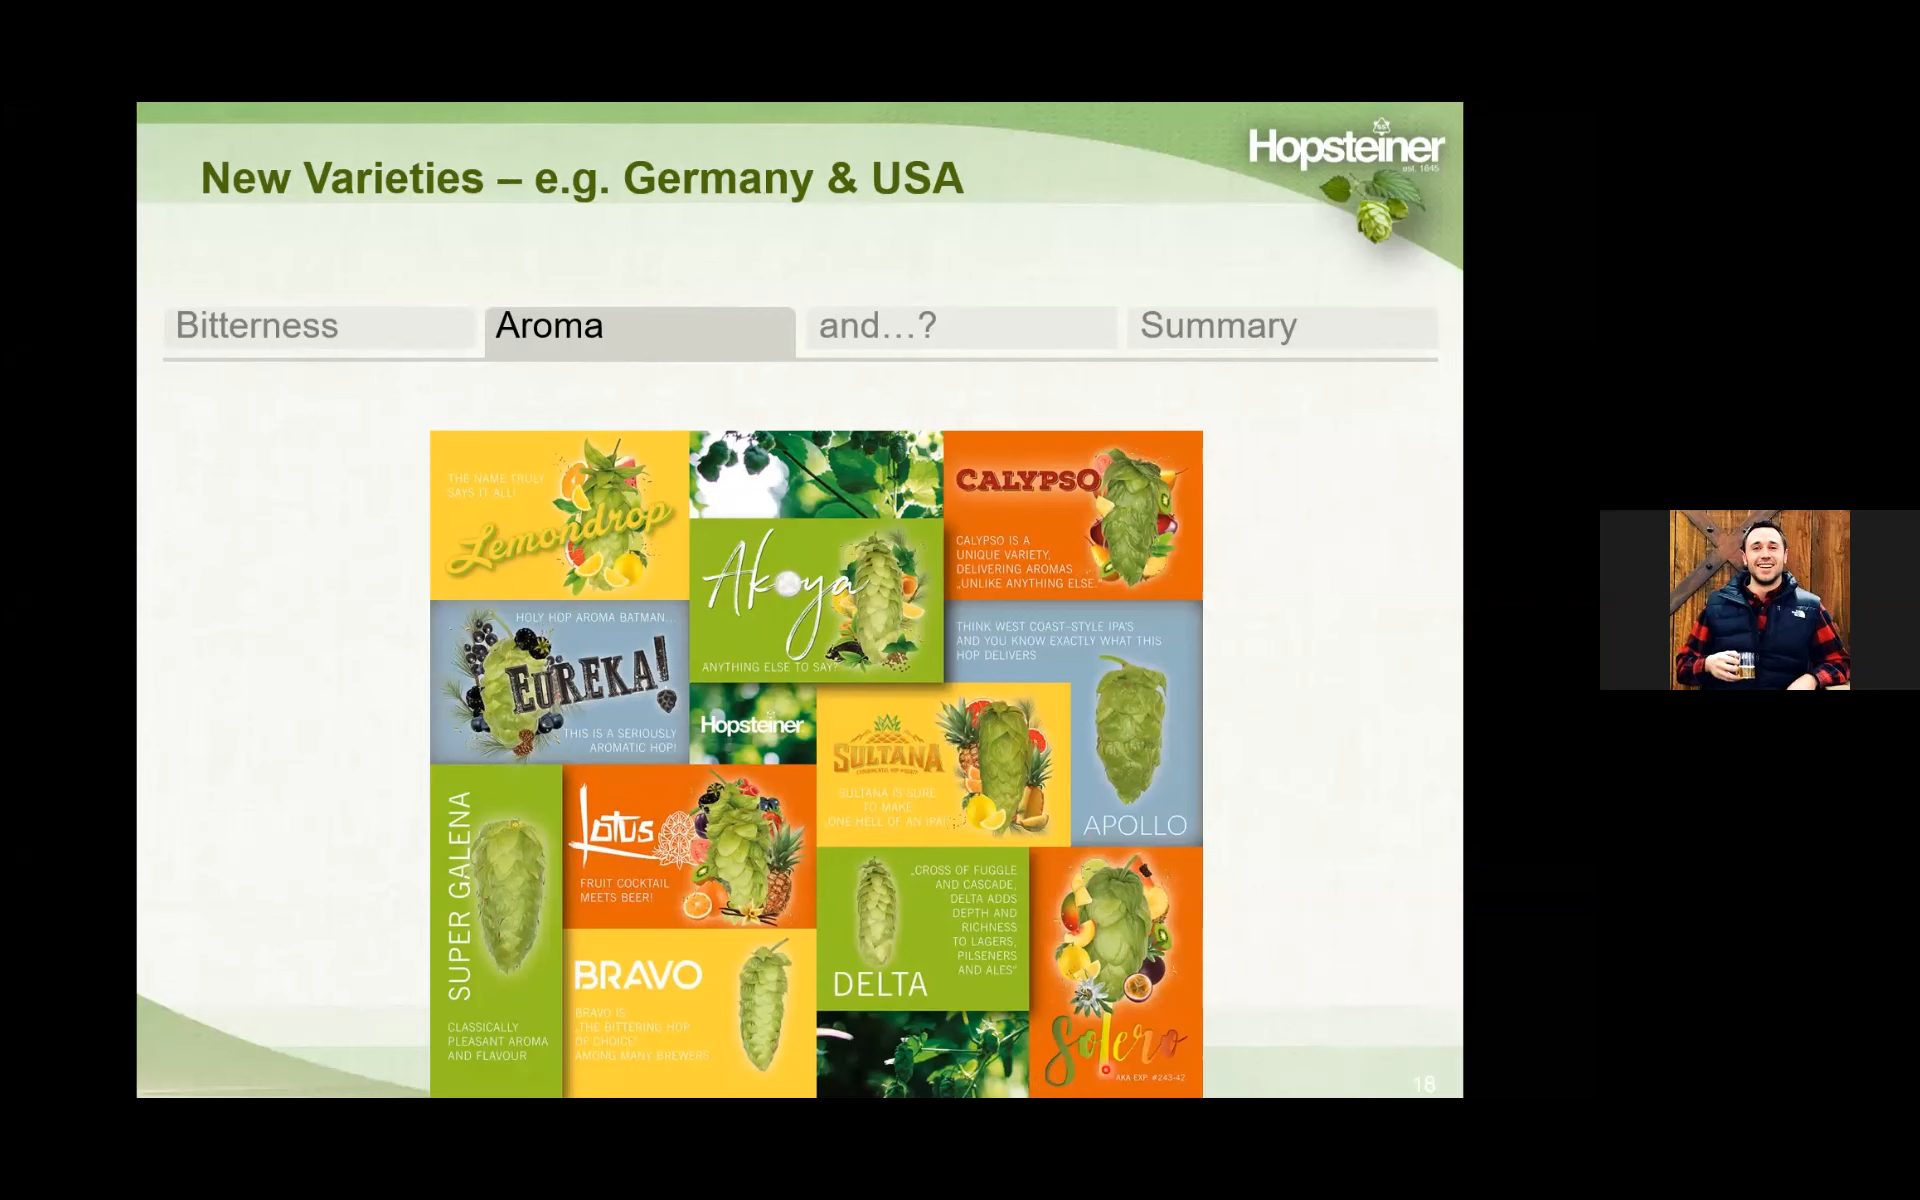 New Varieties – e.g. Germany & USA
Hopsteiner
est. 1845
Bitterness
Aroma
and...?
Summary
THE NAME TRULY
SAYS IT ALL!
Lemondrop
Akoya
ANYTHING ELSE TO SAY?
CALYPSO
CALYPSO IS A
UNIQUE VARIETY,
DELIVERING AROMAS
„UNLIKE ANYTHING ELSE.“
HOLY HOP AROMA BATMAN...
EUREKA!
THIS IS A SERIOUSLY
AROMATIC HOP!
THINK WEST COAST-STYLE IPA'S
AND YOU KNOW EXACTLY WHAT THIS
HOP DELIVERS
APOLLO
Hopsteiner
SULTANA
SULTANA IS SURE
TO MAKE
„ONE HELL OF AN IPA!“
SUPER GALENA
CLASSICALLY
PLEASANT AROMA
AND FLAVOUR
Lotus
FRUIT COCKTAIL
MEETS BEER!
BRAVO
BRAVO IS
„THE BITTERING HOP
OF CHOICE“
AMONG MANY BREWERS
„CROSS OF FUGGLE
AND CASCADE,
DELTA ADDS
DEPTH AND
RICHNESS
TO LAGERS,
PILSENERS
AND ALES“
DELTA
Solero
AKA EXP. #243-42
18